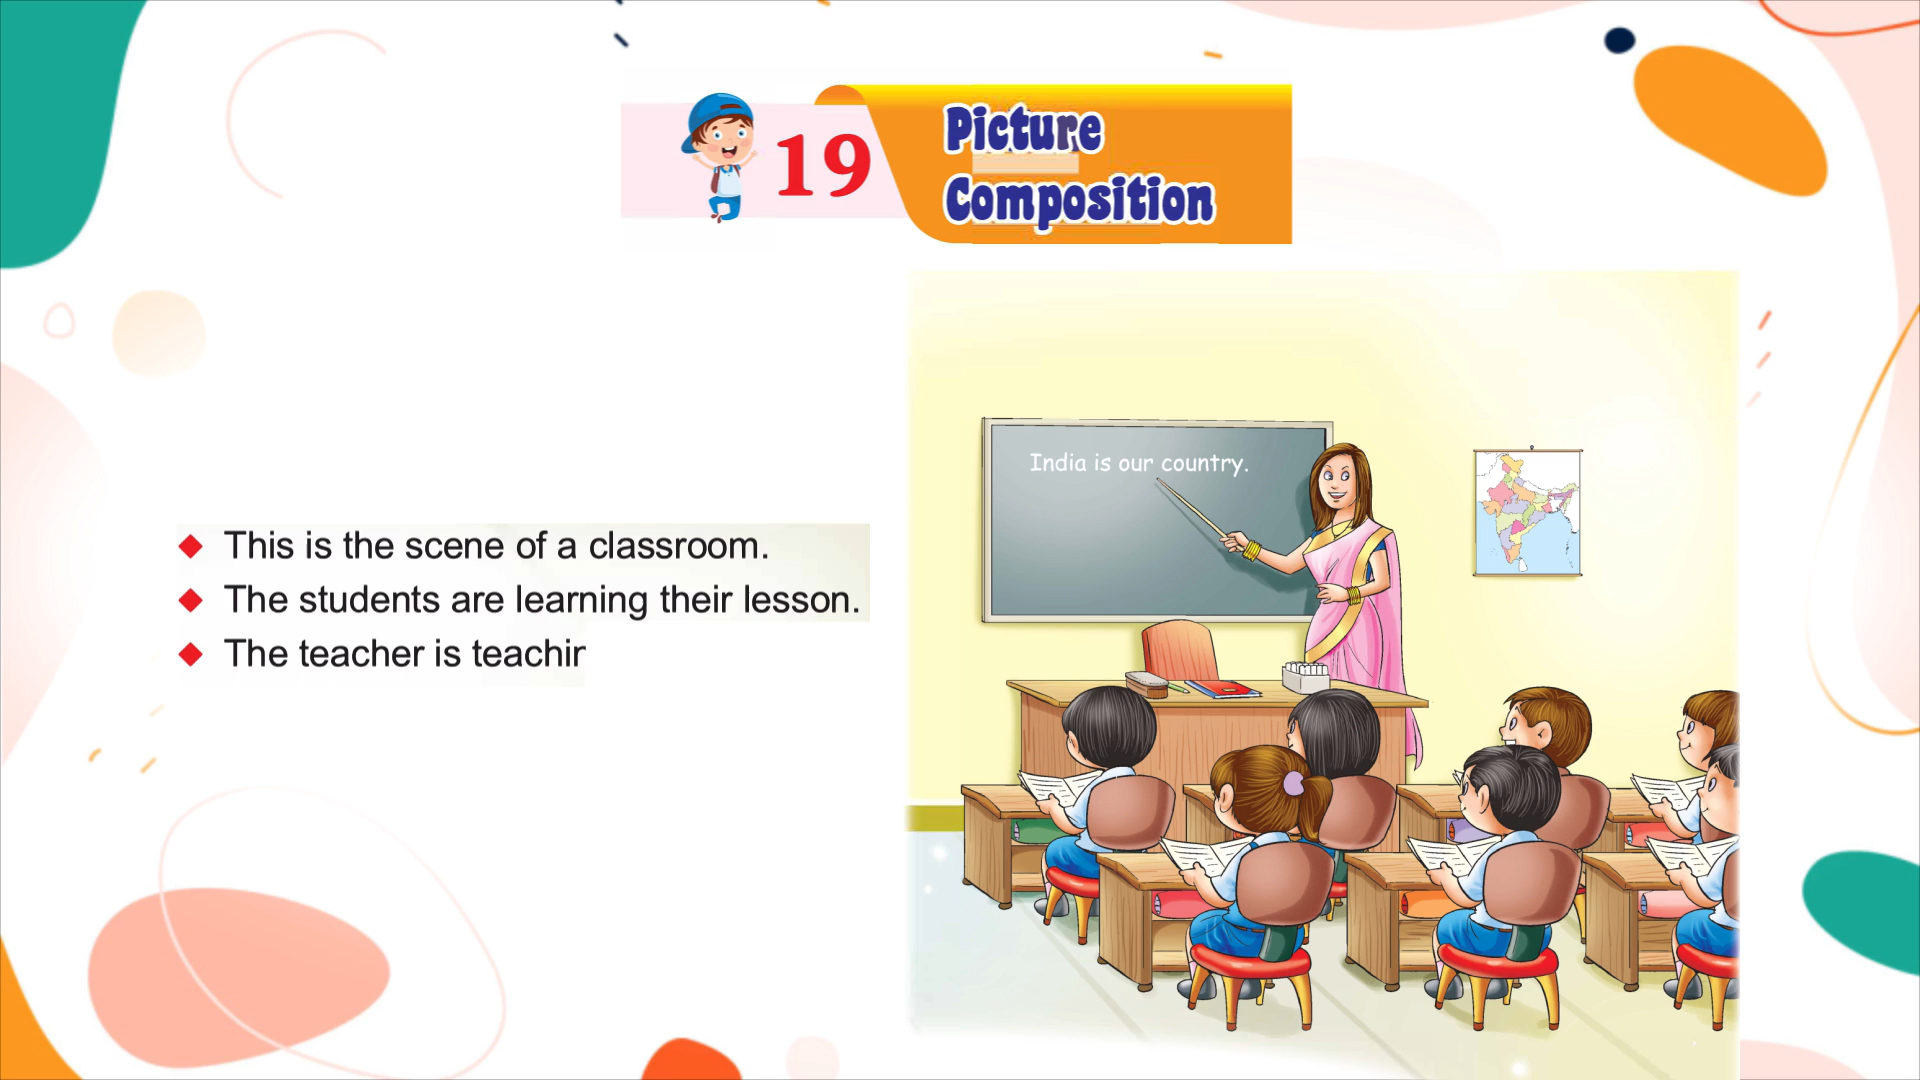 19
Picture
Composition
This is the scene of a classroom.
The students are learning their lesson.
The teacher is teachin
India is our country.